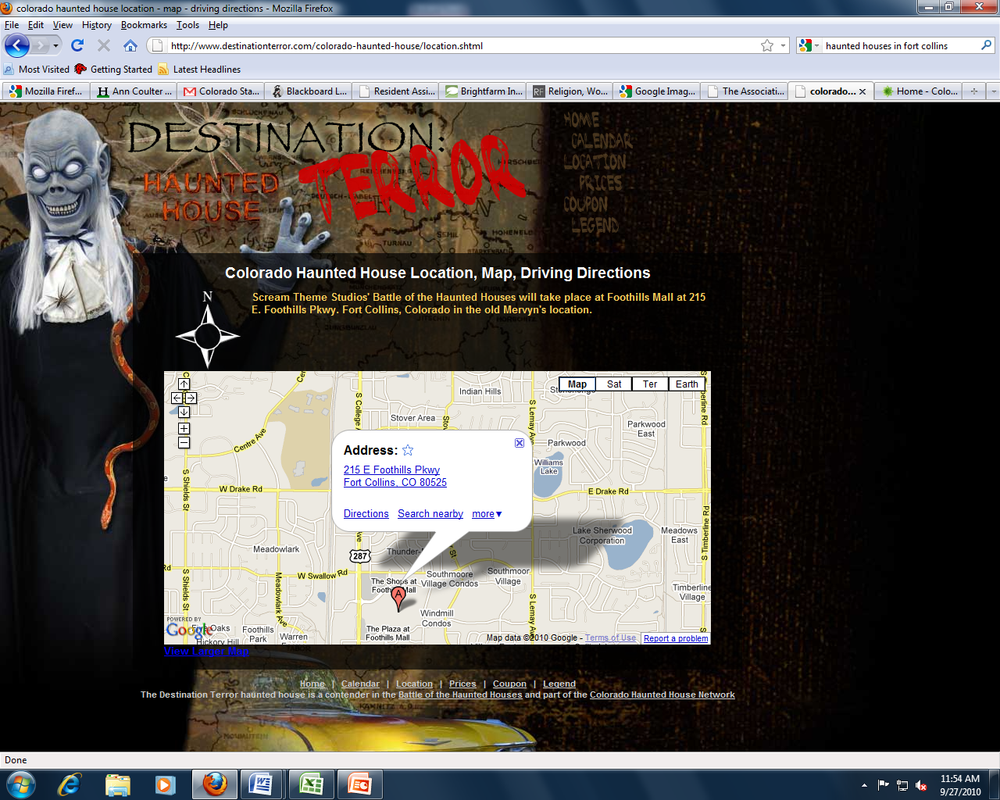 colorado haunted house location - map - driving directions - Mozilla Firefox
File Edit View History Bookmarks Tools Help
http://www.destinationterror.com/colorado-haunted-house/location.shtml
haunted houses in fort collins
Most Visited Getting Started Latest Headlines
Mozilla Firef... Ann Coulter ... Colorado Sta... Blackboard L... Resident Assi... Brightfarm In... RF Religion, Wo... Google Imag... The Associati... colorado... Home - Colo...
DESTINATION:
TERROR
HAUNTED
HOUSE
HOME
CALENDAR
LOCATION
PRICES
COUPON
LEGEND
Colorado Haunted House Location, Map, Driving Directions
N
Scream Theme Studios' Battle of the Haunted Houses will take place at Foothills Mall at 215
E. Foothills Pkwy. Fort Collins, Colorado in the old Mervyn's location.
Map Sat Ter Earth
Indian Hills
Stover Area
Parkwood
East
Parkwood
Williams
Lake
Centre Ave
S College A
S Lemay Ave
S Timberline Rd
S Shields St
W Drake Rd
E Drake Rd
Address:
215 E Foothills Pkwy
Fort Collins, CO 80525
Directions Search nearby more
Lake Sherwood
Corporation
Meadows
East
Meadowlark
287
W Swallow Rd
The Shops at
Foothills Mall
Southmoore
Village Condos
Southmoor
Village
Timberline
Village
A
Windmill
Condos
The Plaza at
Foothills Mall
Meadowlark Ave
S Shields St
S Lemay Ave
POWERED BY
Google
Oaks
Hickory Hill
Foothills
Park
Warren
Map data ©2010 Google - Terms of Use Report a problem
View Larger Map
Home | Calendar | Location | Prices | Coupon | Legend
The Destination Terror haunted house is a contender in the Battle of the Haunted Houses and part of the Colorado Haunted House Network
Done
11:54 AM
9/27/2010